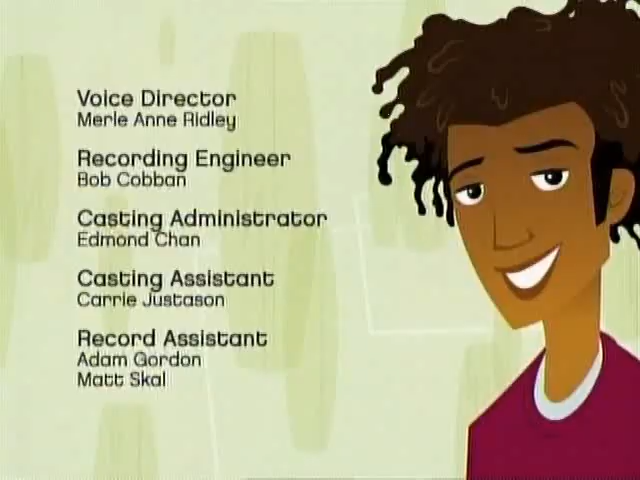 Voice Director
Merle Anne Ridley
Recording Engineer
Bob Cobban
Casting Administrator
Edmond Chan
Casting Assistant
Carrie Justason
Record Assistant
Adam Gordon
Matt Skal